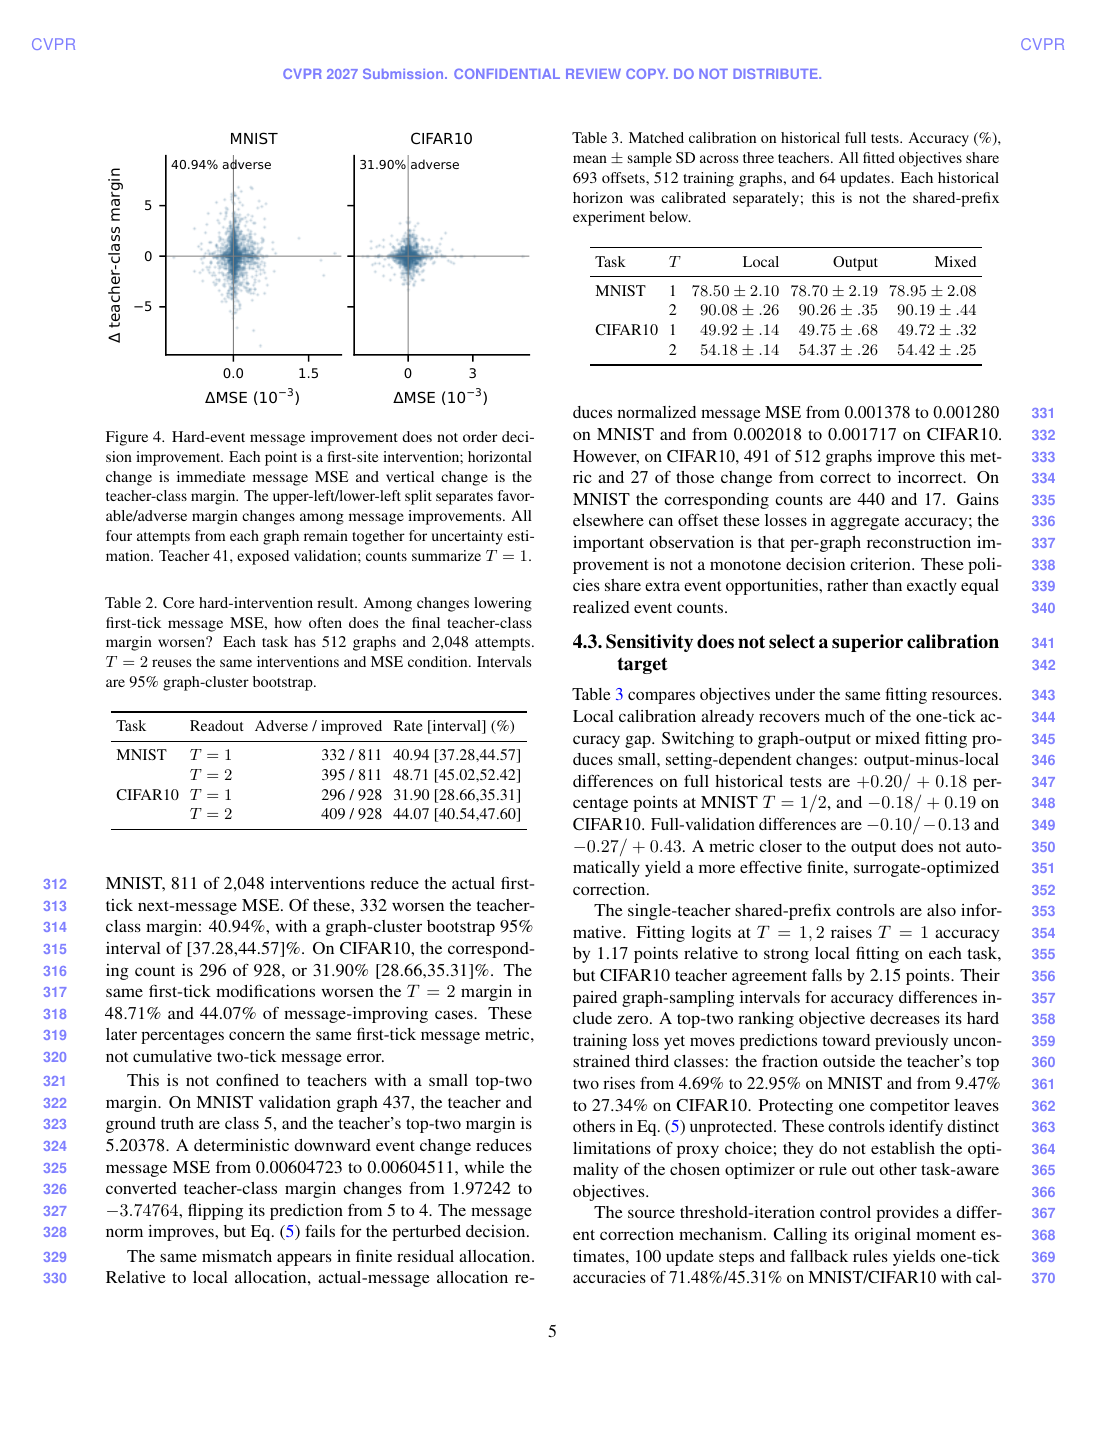 CVPR
CVPR
CVPR 2027 Submission. CONFIDENTIAL REVIEW COPY. DO NOT DISTRIBUTE.
MNIST
CIFAR10
40.94% adverse
31.90% adverse
Δ teacher-class margin
5
0
−5
0.0
1.5
0
3
ΔMSE (10⁻³)
ΔMSE (10⁻³)
Figure 4. Hard-event message improvement does not order deci-
sion improvement. Each point is a first-site intervention; horizontal
change is immediate message MSE and vertical change is the
teacher-class margin. The upper-left/lower-left split separates favor-
able/adverse margin changes among message improvements. All
four attempts from each graph remain together for uncertainty esti-
mation. Teacher 41, exposed validation; counts summarize T = 1.
Table 2. Core hard-intervention result. Among changes lowering
first-tick message MSE, how often does the final teacher-class
margin worsen? Each task has 512 graphs and 2,048 attempts.
T = 2 reuses the same interventions and MSE condition. Intervals
are 95% graph-cluster bootstrap.
Task Readout Adverse / improved Rate [interval] (%)
MNIST T = 1 332 / 811 40.94 [37.28,44.57]
T = 2 395 / 811 48.71 [45.02,52.42]
CIFAR10 T = 1 296 / 928 31.90 [28.66,35.31]
T = 2 409 / 928 44.07 [40.54,47.60]
312 MNIST, 811 of 2,048 interventions reduce the actual first-
313 tick next-message MSE. Of these, 332 worsen the teacher-
314 class margin: 40.94%, with a graph-cluster bootstrap 95%
315 interval of [37.28,44.57]%. On CIFAR10, the correspond-
316 ing count is 296 of 928, or 31.90% [28.66,35.31]%. The
317 same first-tick modifications worsen the T = 2 margin in
318 48.71% and 44.07% of message-improving cases. These
319 later percentages concern the same first-tick message metric,
320 not cumulative two-tick message error.
321 This is not confined to teachers with a small top-two
322 margin. On MNIST validation graph 437, the teacher and
323 ground truth are class 5, and the teacher's top-two margin is
324 5.20378. A deterministic downward event change reduces
325 message MSE from 0.00604723 to 0.00604511, while the
326 converted teacher-class margin changes from 1.97242 to
327 −3.74764, flipping its prediction from 5 to 4. The message
328 norm improves, but Eq. (5) fails for the perturbed decision.
329 The same mismatch appears in finite residual allocation.
330 Relative to local allocation, actual-message allocation re-
Table 3. Matched calibration on historical full tests. Accuracy (%),
mean ± sample SD across three teachers. All fitted objectives share
693 offsets, 512 training graphs, and 64 updates. Each historical
horizon was calibrated separately; this is not the shared-prefix
experiment below.
Task T Local Output Mixed
MNIST 1 78.50 ± 2.10 78.70 ± 2.19 78.95 ± 2.08
2 90.08 ± .26 90.26 ± .35 90.19 ± .44
CIFAR10 1 49.92 ± .14 49.75 ± .68 49.72 ± .32
2 54.18 ± .14 54.37 ± .26 54.42 ± .25
duces normalized message MSE from 0.001378 to 0.001280 331
on MNIST and from 0.002018 to 0.001717 on CIFAR10. 332
However, on CIFAR10, 491 of 512 graphs improve this met- 333
ric and 27 of those change from correct to incorrect. On 334
MNIST the corresponding counts are 440 and 17. Gains 335
elsewhere can offset these losses in aggregate accuracy; the 336
important observation is that per-graph reconstruction im- 337
provement is not a monotone decision criterion. These poli- 338
cies share extra event opportunities, rather than exactly equal 339
realized event counts. 340
4.3. Sensitivity does not select a superior calibration 341
target 342
Table 3 compares objectives under the same fitting resources. 343
Local calibration already recovers much of the one-tick ac- 344
curacy gap. Switching to graph-output or mixed fitting pro- 345
duces small, setting-dependent changes: output-minus-local 346
differences on full historical tests are +0.20/ + 0.18 per- 347
centage points at MNIST T = 1/2, and −0.18/ + 0.19 on 348
CIFAR10. Full-validation differences are −0.10/−0.13 and 349
−0.27/ + 0.43. A metric closer to the output does not auto- 350
matically yield a more effective finite, surrogate-optimized 351
correction. 352
The single-teacher shared-prefix controls are also infor- 353
mative. Fitting logits at T = 1, 2 raises T = 1 accuracy 354
by 1.17 points relative to strong local fitting on each task, 355
but CIFAR10 teacher agreement falls by 2.15 points. Their 356
paired graph-sampling intervals for accuracy differences in- 357
clude zero. A top-two ranking objective decreases its hard 358
training loss yet moves predictions toward previously uncon- 359
strained third classes: the fraction outside the teacher's top 360
two rises from 4.69% to 22.95% on MNIST and from 9.47% 361
to 27.34% on CIFAR10. Protecting one competitor leaves 362
others in Eq. (5) unprotected. These controls identify distinct 363
limitations of proxy choice; they do not establish the opti- 364
mality of the chosen optimizer or rule out other task-aware 365
objectives. 366
The source threshold-iteration control provides a differ- 367
ent correction mechanism. Calling its original moment es- 368
timates, 100 update steps and fallback rules yields one-tick 369
accuracies of 71.48%/45.31% on MNIST/CIFAR10 with cal- 370
5